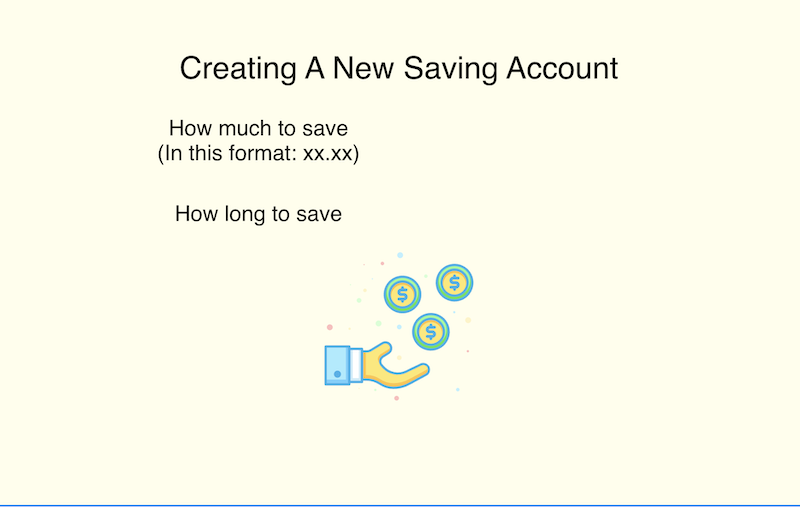 Creating A New Saving Account
How much to save
(In this format: xx.xx)
How long to save
$
$
$